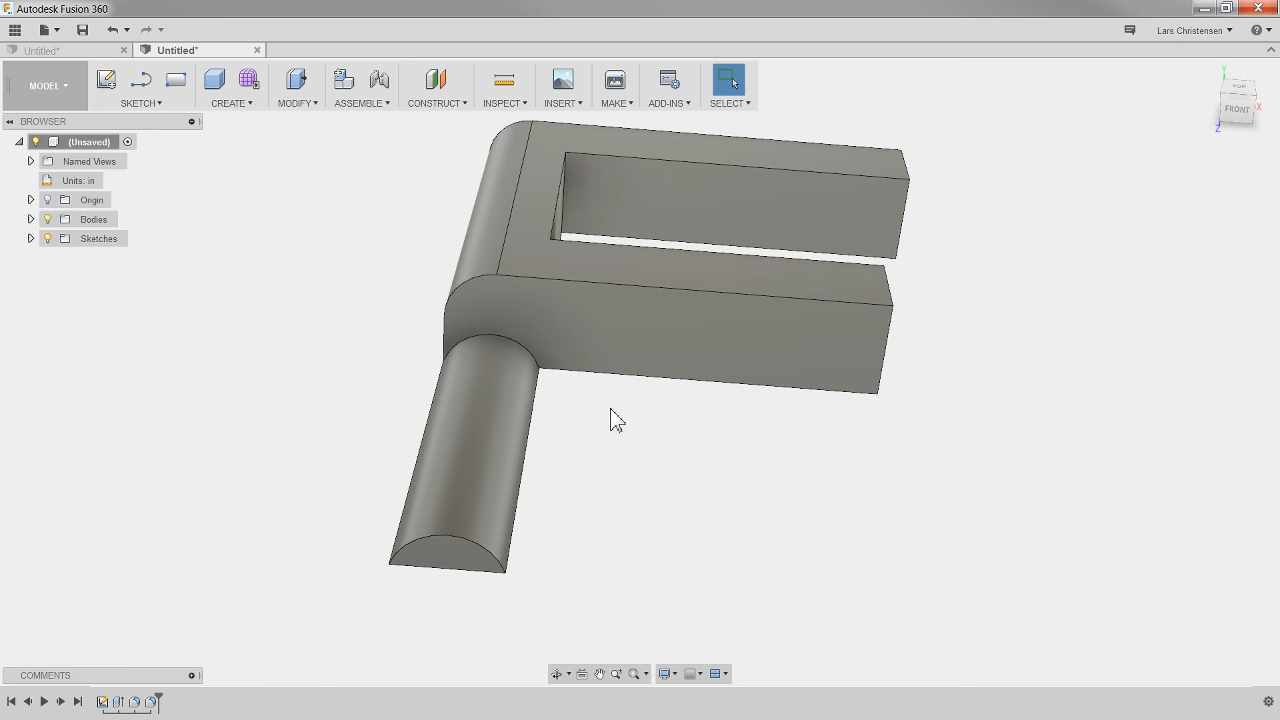 Autodesk Fusion 360
Lars Christensen
Untitled*
Untitled*
MODEL
SKETCH
CREATE
MODIFY
ASSEMBLE
CONSTRUCT
INSPECT
INSERT
MAKE
ADD-INS
SELECT
BROWSER
(Unsaved)
Named Views
Units: in
Origin
Bodies
Sketches
Y
TOP
FRONT
X
Z
COMMENTS